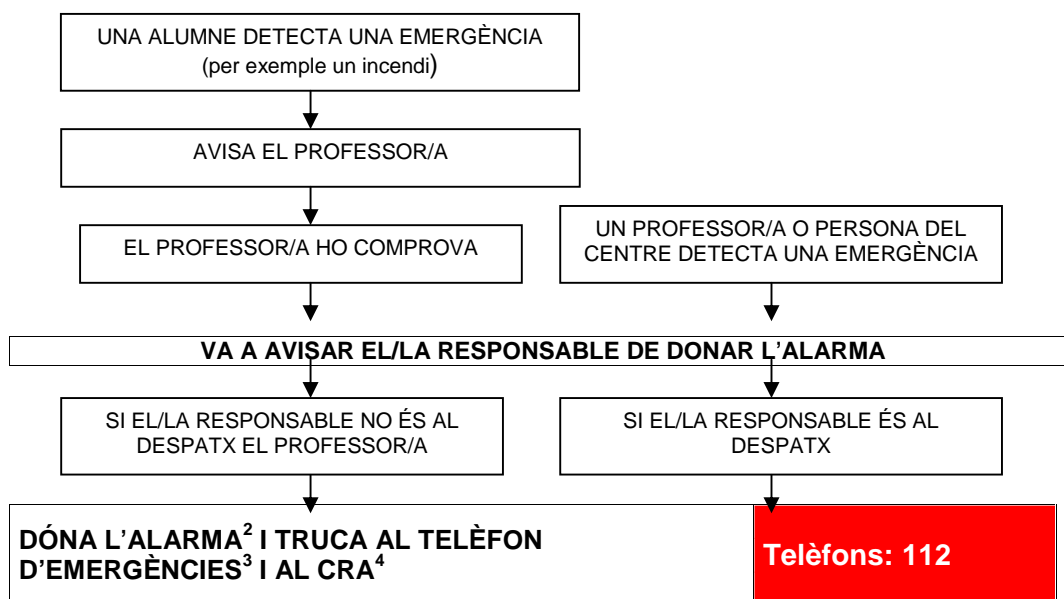 UNA ALUMNE DETECTA UNA EMERGÈNCIA
(per exemple un incendi)
AVISA EL PROFESSOR/A
EL PROFESSOR/A HO COMPROVA
UN PROFESSOR/A O PERSONA DEL
CENTRE DETECTA UNA EMERGÈNCIA
VA A AVISAR EL/LA RESPONSABLE DE DONAR L’ALARMA
SI EL/LA RESPONSABLE NO ÉS AL
DESPATX EL PROFESSOR/A
SI EL/LA RESPONSABLE ÉS AL
DESPATX
DÓNA L’ALARMA² I TRUCA AL TELÈFON
D’EMERGÈNCIES³ I AL CRA⁴
Telèfons: 112